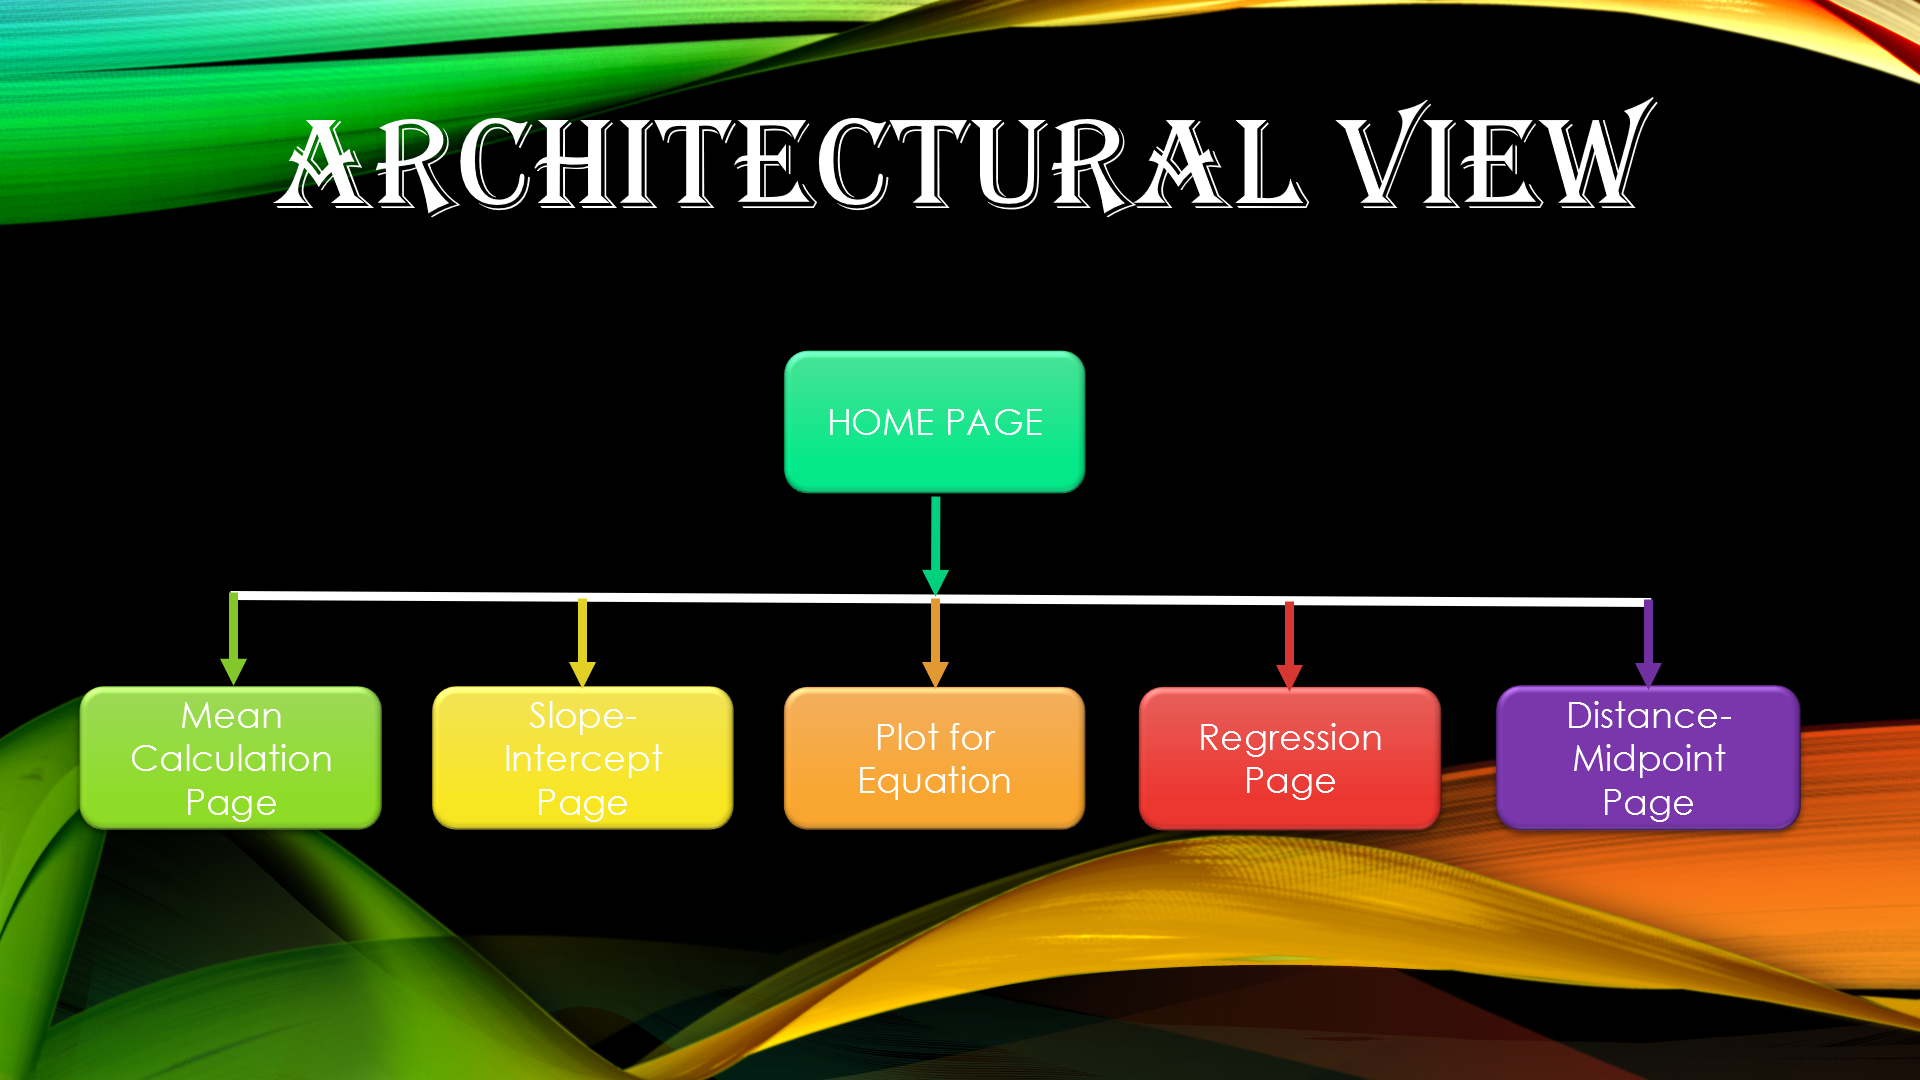 ARCHITECTURAL VIEW
HOME PAGE
Mean
Calculation
Page
Slope-
Intercept
Page
Plot for
Equation
Regression
Page
Distance-
Midpoint
Page